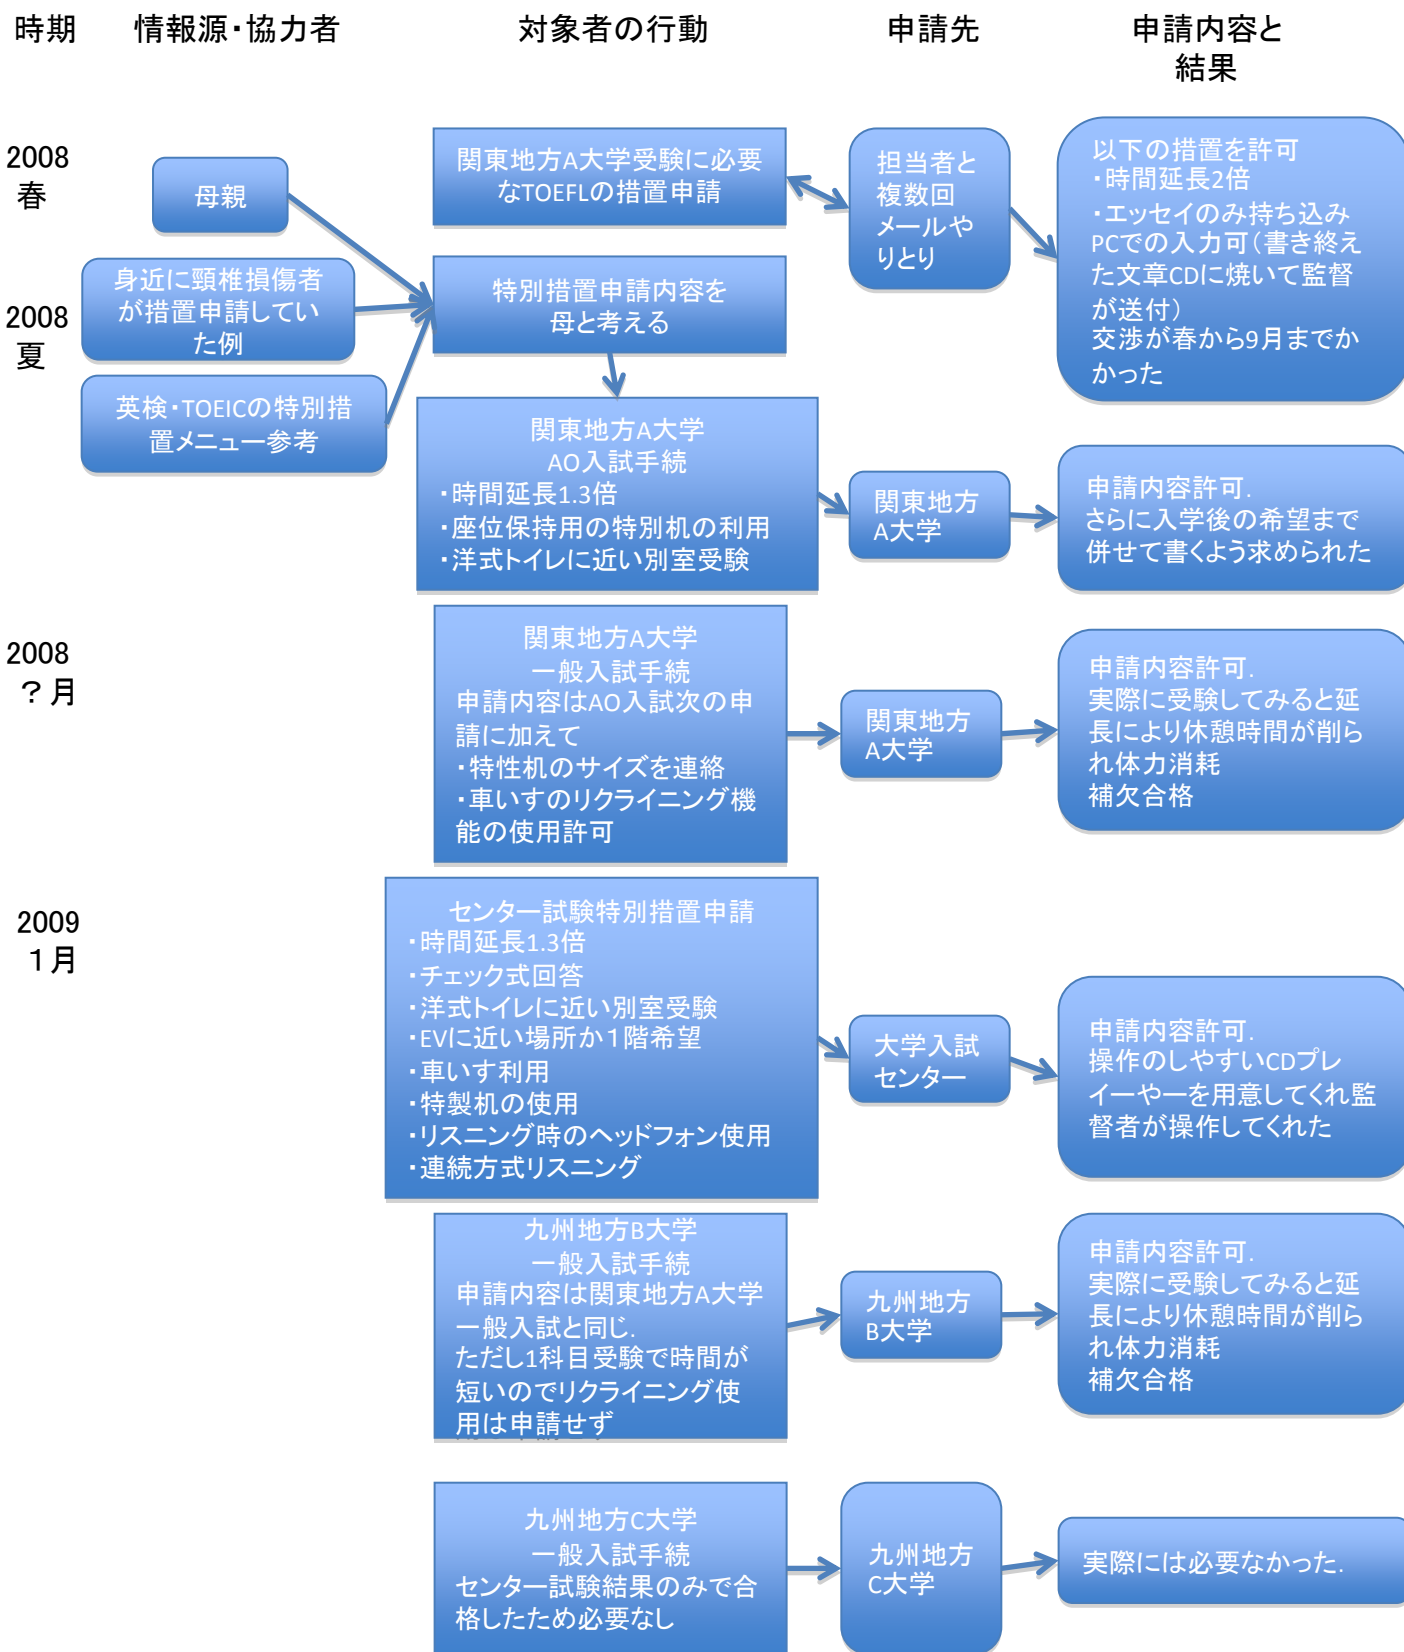 時期
情報源・協力者
対象者の行動
申請先
申請内容と
結果
2008
春
母親
関東地方A大学受験に必要
なTOEFLの措置申請
担当者と
複数回
メールや
りとり
以下の措置を許可
・時間延長2倍
・エッセイのみ持ち込み
PCでの入力可（書き終え
た文章CDに焼いて監督
が送付）
交渉が春から9月までか
かった
2008
夏
身近に頸椎損傷者
が措置申請してい
た例
特別措置申請内容を
母と考える
英検・TOEICの特別措
置メニュー参考
関東地方A大学
AO入試手続
・時間延長1.3倍
・座位保持用の特別机の利用
・洋式トイレに近い別室受験
関東地方
A大学
申請内容許可.
さらに入学後の希望まで
併せて書くよう求められた
2008
？月
関東地方A大学
一般入試手続
申請内容はAO入試次の申
請に加えて
・特性机のサイズを連絡
・車いすのリクライニング機
能の使用許可
関東地方
A大学
申請内容許可.
実際に受験してみると延
長により休憩時間が削ら
れ体力消耗
補欠合格
2009
１月
センター試験特別措置申請
・時間延長1.3倍
・チェック式回答
・洋式トイレに近い別室受験
・EVに近い場所か１階希望
・車いす利用
・特製机の使用
・リスニング時のヘッドフォン使用
・連続方式リスニング
大学入試
センター
申請内容許可.
操作のしやすいCDプレ
イーやーを用意してくれ監
督者が操作してくれた
九州地方B大学
一般入試手続
申請内容は関東地方A大学
一般入試と同じ.
ただし1科目受験で時間が
短いのでリクライニング使
用は申請せず
九州地方
B大学
申請内容許可.
実際に受験してみると延
長により休憩時間が削ら
れ体力消耗
補欠合格
九州地方C大学
一般入試手続
センター試験結果のみで合
格したため必要なし
九州地方
C大学
実際には必要なかった.